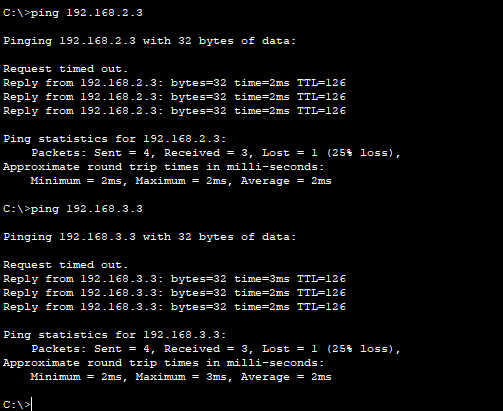 C:\>ping 192.168.2.3
Pinging 192.168.2.3 with 32 bytes of data:
Request timed out.
Reply from 192.168.2.3: bytes=32 time=2ms TTL=126
Reply from 192.168.2.3: bytes=32 time=2ms TTL=126
Reply from 192.168.2.3: bytes=32 time=2ms TTL=126
Ping statistics for 192.168.2.3:
    Packets: Sent = 4, Received = 3, Lost = 1 (25% loss),
Approximate round trip times in milli-seconds:
    Minimum = 2ms, Maximum = 2ms, Average = 2ms
C:\>ping 192.168.3.3
Pinging 192.168.3.3 with 32 bytes of data:
Request timed out.
Reply from 192.168.3.3: bytes=32 time=3ms TTL=126
Reply from 192.168.3.3: bytes=32 time=2ms TTL=126
Reply from 192.168.3.3: bytes=32 time=2ms TTL=126
Ping statistics for 192.168.3.3:
    Packets: Sent = 4, Received = 3, Lost = 1 (25% loss),
Approximate round trip times in milli-seconds:
    Minimum = 2ms, Maximum = 3ms, Average = 2ms
C:\>